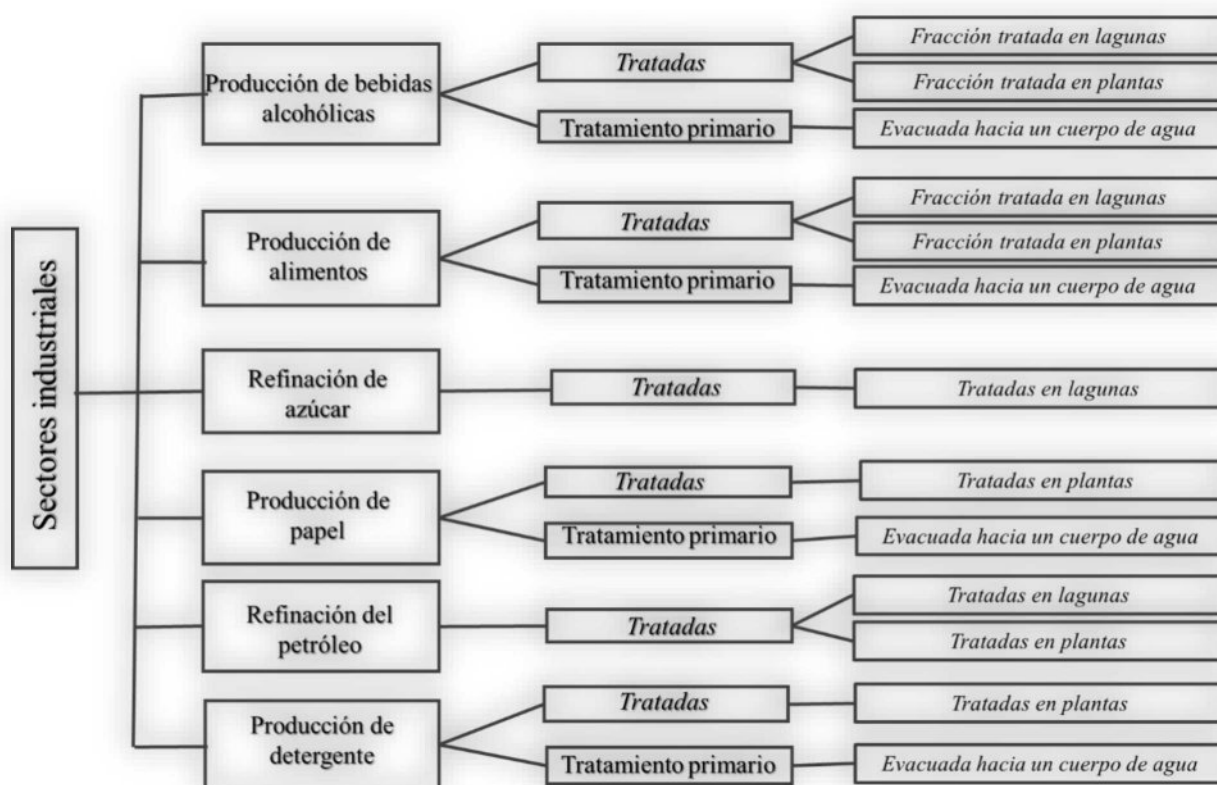 Sectores industriales
Producción de bebidas
alcohólicas
Tratadas
Fracción tratada en lagunas
Fracción tratada en plantas
Tratamiento primario
Evacuada hacia un cuerpo de agua
Producción de
alimentos
Tratadas
Fracción tratada en lagunas
Fracción tratada en plantas
Tratamiento primario
Evacuada hacia un cuerpo de agua
Refinación de
azúcar
Tratadas
Tratadas en lagunas
Producción de
papel
Tratadas
Tratadas en plantas
Tratamiento primario
Evacuada hacia un cuerpo de agua
Refinación del
petróleo
Tratadas
Tratadas en lagunas
Tratadas en plantas
Producción de
detergente
Tratadas
Tratadas en plantas
Tratamiento primario
Evacuada hacia un cuerpo de agua